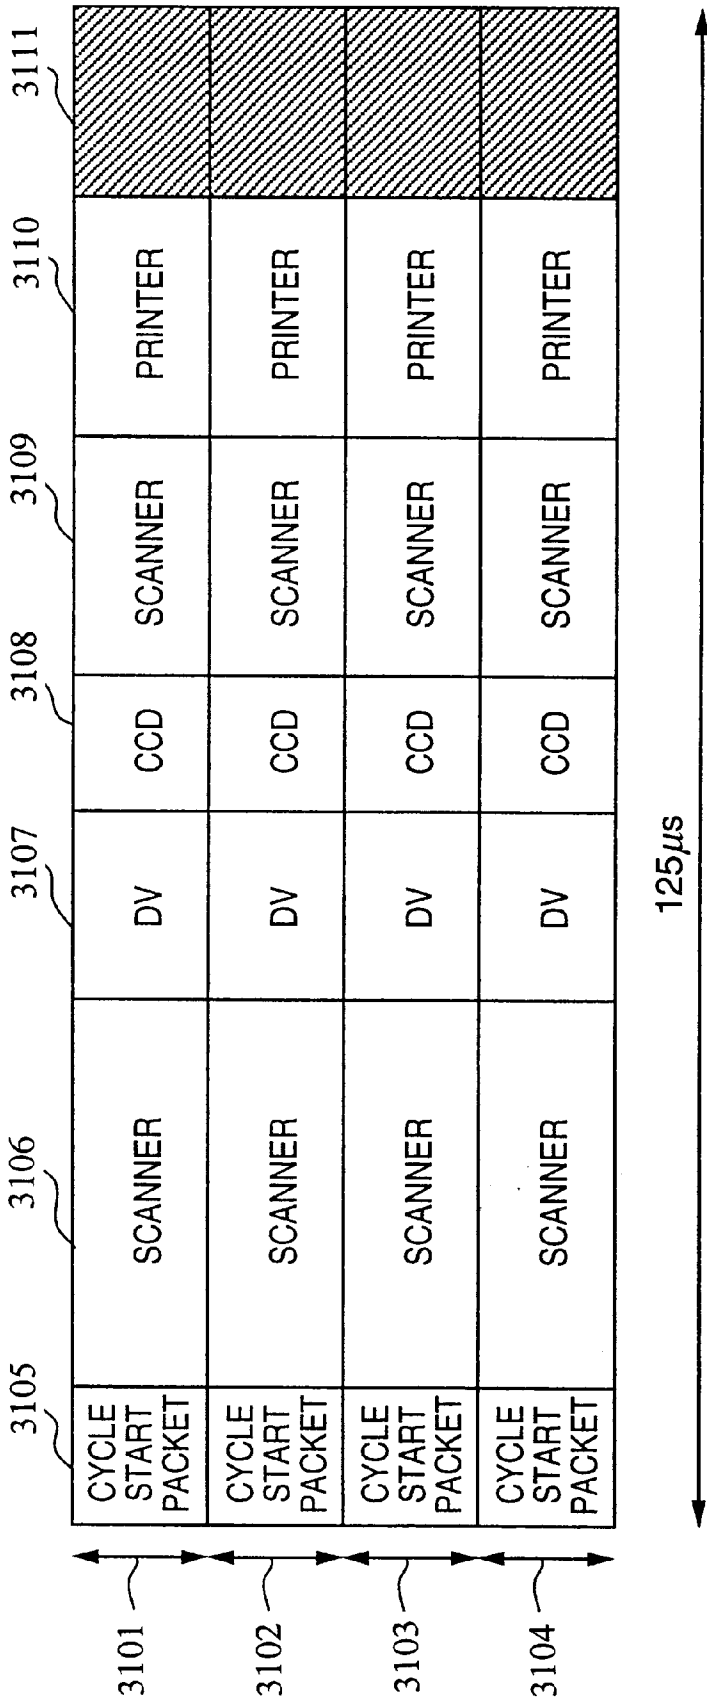 3105 3106 3107 3108 3109 3110 3111
3101
CYCLE
START
PACKET
SCANNER
DV
CCD
SCANNER
PRINTER
3102
CYCLE
START
PACKET
SCANNER
DV
CCD
SCANNER
PRINTER
3103
CYCLE
START
PACKET
SCANNER
DV
CCD
SCANNER
PRINTER
3104
CYCLE
START
PACKET
SCANNER
DV
CCD
SCANNER
PRINTER
125μs